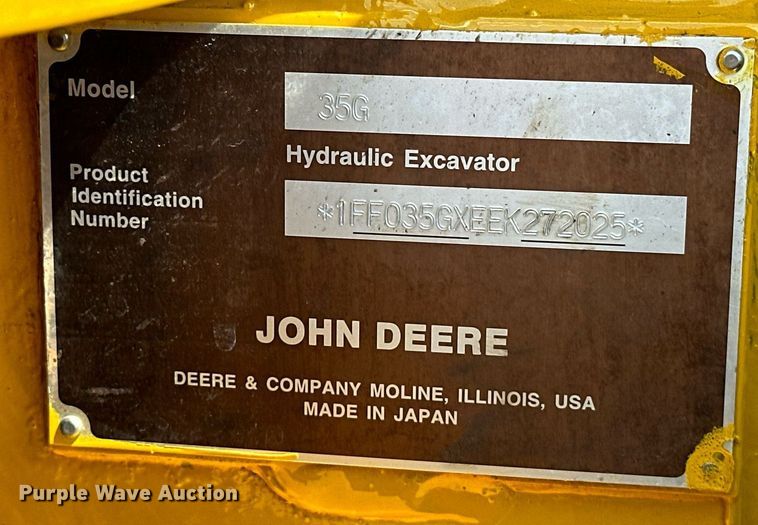 Model
35G
Hydraulic Excavator
Product
Identification
Number
*1FF035GXEEK272025*
JOHN DEERE
DEERE & COMPANY MOLINE, ILLINOIS, USA
MADE IN JAPAN
Purple Wave Auction